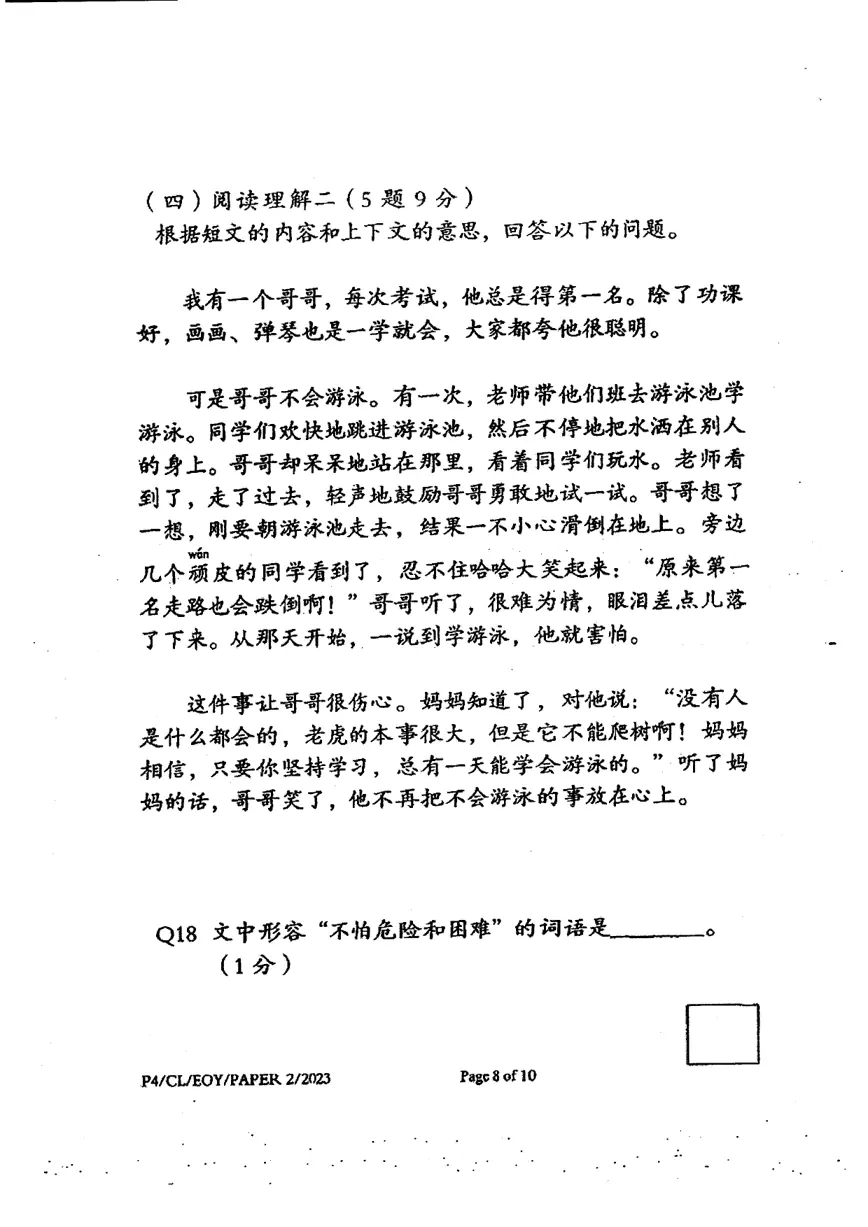 （四）阅读理解二（5 题 9 分）
根据短文的内容和上下文的意思，回答以下的问题。
我有一个哥哥，每次考试，他总是得第一名。除了功课
好，画画、弹琴也是一学就会，大家都夸他很聪明。
可是哥哥不会游泳。有一次，老师带他们班去游泳池学
游泳。同学们欢快地跳进游泳池，然后不停地把水洒在别人
的身上。哥哥却呆呆地站在那里，看着同学们玩水。老师看
到了，走了过去，轻声地鼓励哥哥勇敢地试一试。哥哥想了
一想，刚要朝游泳池走去，结果一不小心滑倒在地上。旁边
wán
几个顽皮的同学看到了，忍不住哈哈大笑起来：“原来第一
名走路也会跌倒啊！”哥哥听了，很难为情，眼泪差点儿落
了下来。从那天开始，一说到学游泳，他就害怕。
这件事让哥哥很伤心。妈妈知道了，对他说：“没有人
是什么都会的，老虎的本事很大，但是它不能爬树啊！妈妈
相信，只要你坚持学习，总有一天能学会游泳的。”听了妈
妈的话，哥哥笑了，他不再把不会游泳的事放在心上。
Q18 文中形容“不怕危险和困难”的词语是________。
（1 分）
P4/CL/EOY/PAPER 2/2023 Page 8 of 10